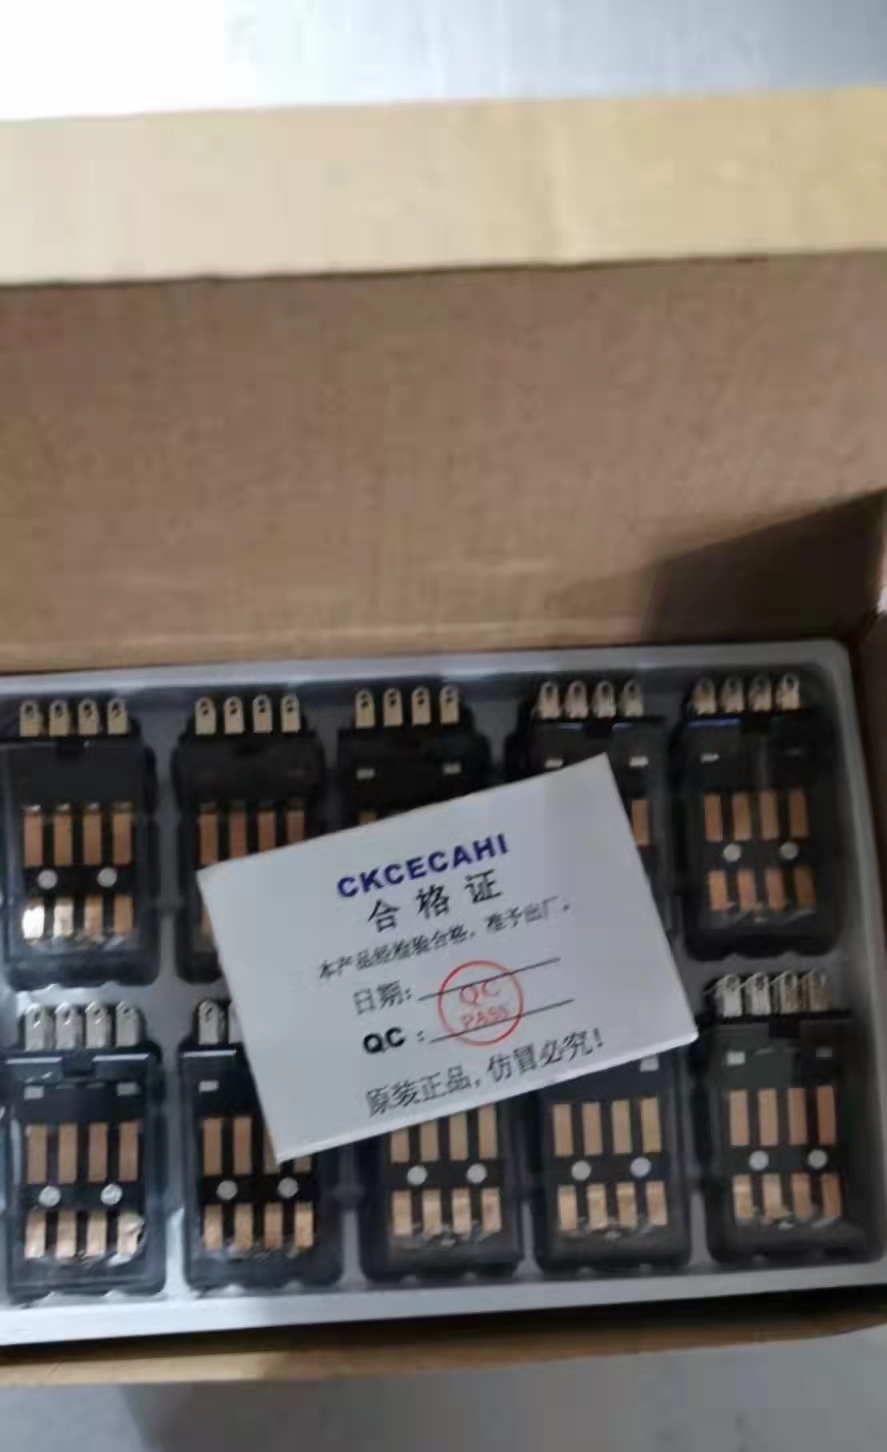 CKCECAHI
合格证
本产品经检验合格，准予出厂。
日期:
QC
QC :
PASS
原装正品, 仿冒必究!